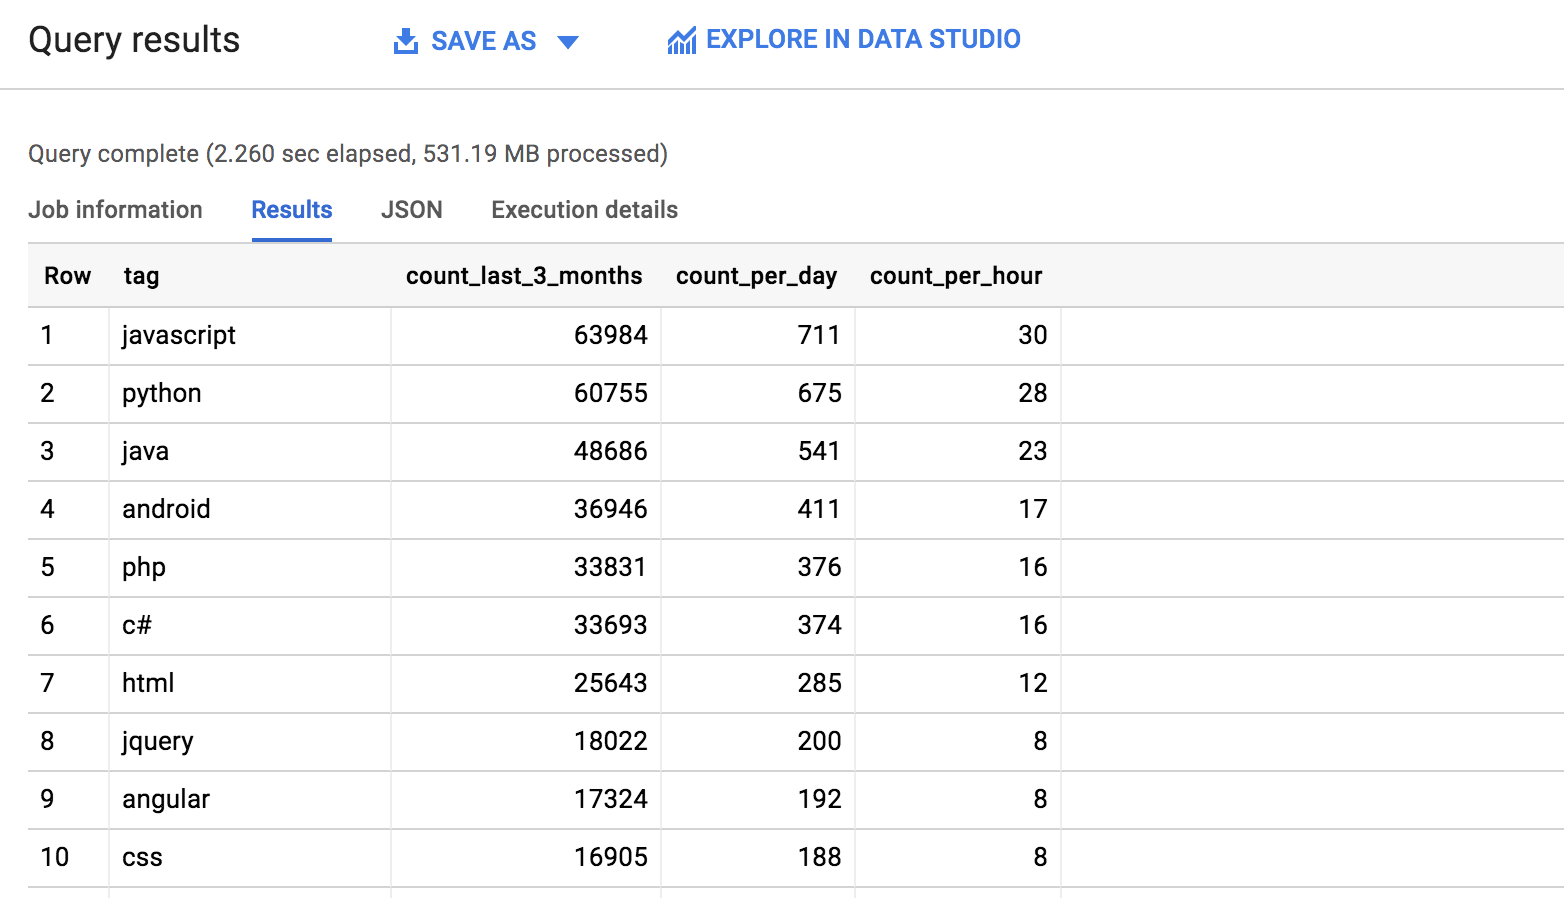 Query results SAVE AS EXPLORE IN DATA STUDIO
Query complete (2.260 sec elapsed, 531.19 MB processed)
Job information Results JSON Execution details
Row tag count_last_3_months count_per_day count_per_hour
1 javascript 63984 711 30
2 python 60755 675 28
3 java 48686 541 23
4 android 36946 411 17
5 php 33831 376 16
6 c# 33693 374 16
7 html 25643 285 12
8 jquery 18022 200 8
9 angular 17324 192 8
10 css 16905 188 8